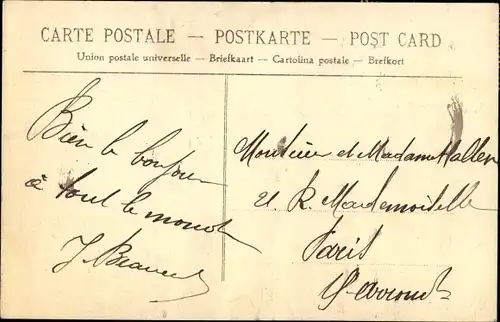 CARTE POSTALE — POSTKARTE — POST CARD
Union postale universelle — Briefkaart — Cartolina postale — Brefkort
Bien le bonjour
à tout le monde
J.
Monsieur et Madame Haller
21 R. Mademoiselle
Paris